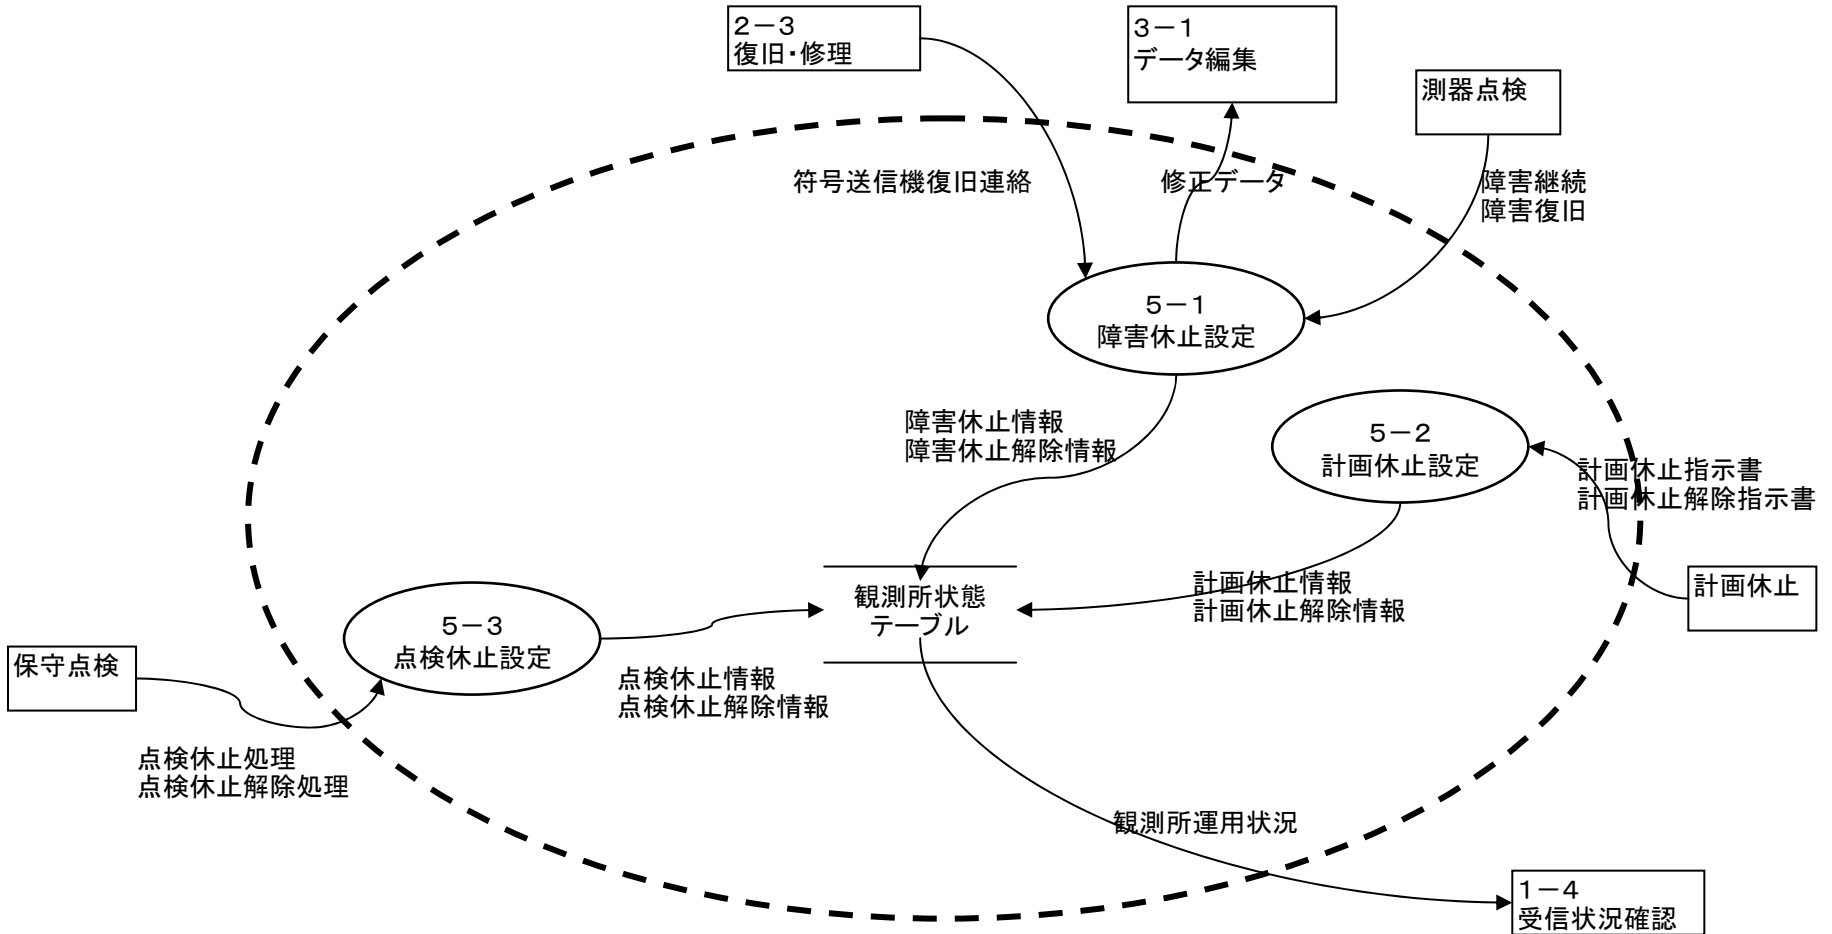 2－3
復旧・修理
3－1
データ編集
測器点検
符号送信機復旧連絡
修正データ
障害継続
障害復旧
5－1
障害休止設定
障害休止情報
障害休止解除情報
5－2
計画休止設定
計画休止指示書
計画休止解除指示書
計画休止情報
計画休止解除情報
計画休止
観測所状態
テーブル
5－3
点検休止設定
保守点検
点検休止情報
点検休止解除情報
点検休止処理
点検休止解除処理
観測所運用状況
1－4
受信状況確認